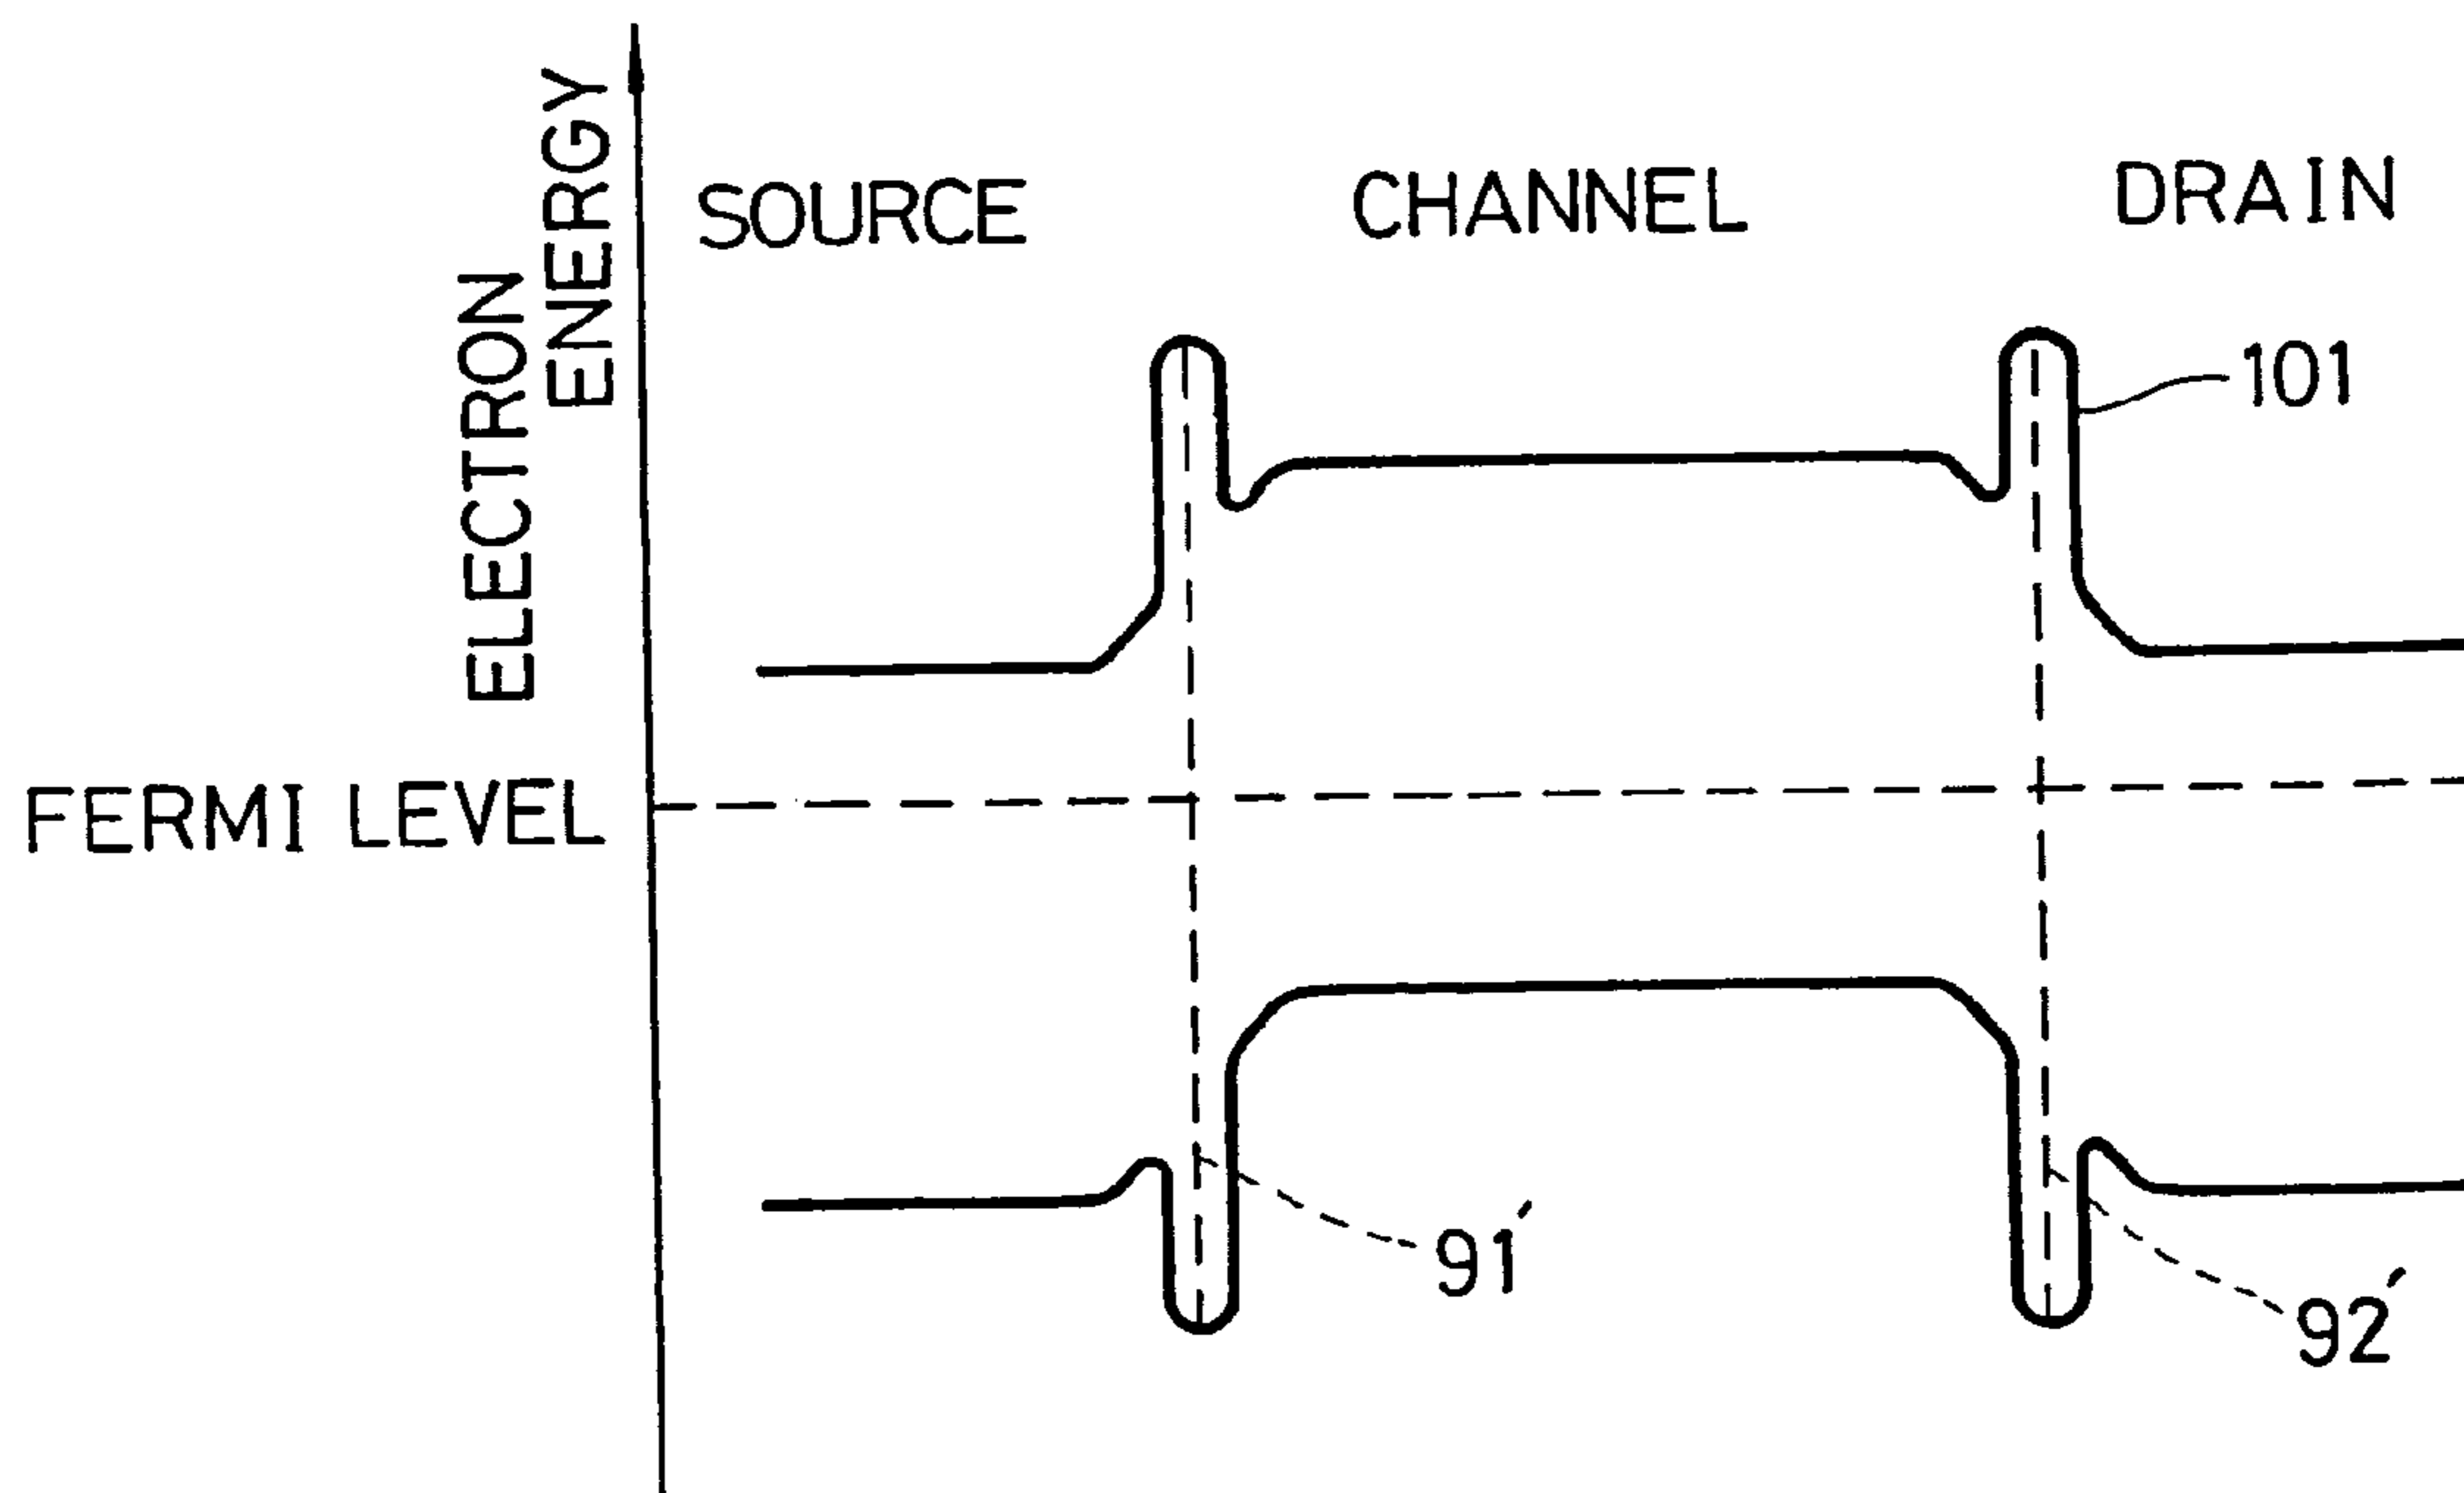 ELECTRON
ENERGY
SOURCE
CHANNEL
DRAIN
101
FERMI LEVEL
91′
92′